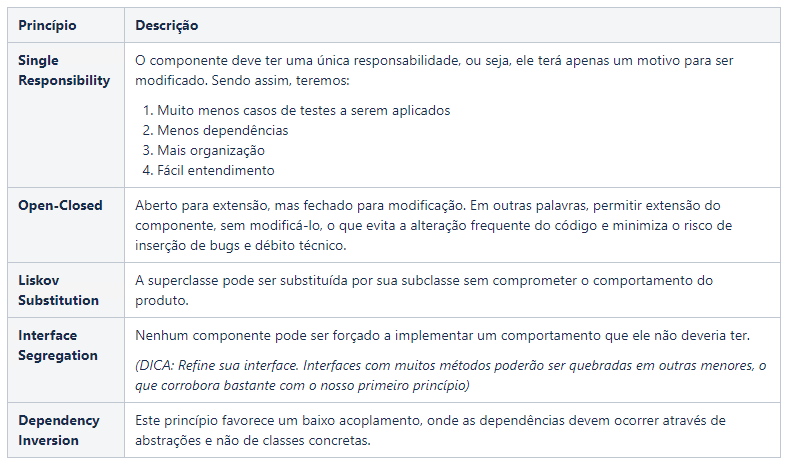 Princípio Descrição
Single
Responsibility
O componente deve ter uma única responsabilidade, ou seja, ele terá apenas um motivo para ser
modificado. Sendo assim, teremos:
1. Muito menos casos de testes a serem aplicados
2. Menos dependências
3. Mais organização
4. Fácil entendimento
Open-Closed
Aberto para extensão, mas fechado para modificação. Em outras palavras, permitir extensão do
componente, sem modificá-lo, o que evita a alteração frequente do código e minimiza o risco de
inserção de bugs e débito técnico.
Liskov
Substitution
A superclasse pode ser substituída por sua subclasse sem comprometer o comportamento do
produto.
Interface
Segregation
Nenhum componente pode ser forçado a implementar um comportamento que ele não deveria ter.
(DICA: Refine sua interface. Interfaces com muitos métodos poderão ser quebradas em outras menores, o
que corrobora bastante com o nosso primeiro princípio)
Dependency
Inversion
Este princípio favorece um baixo acoplamento, onde as dependências devem ocorrer através de
abstrações e não de classes concretas.